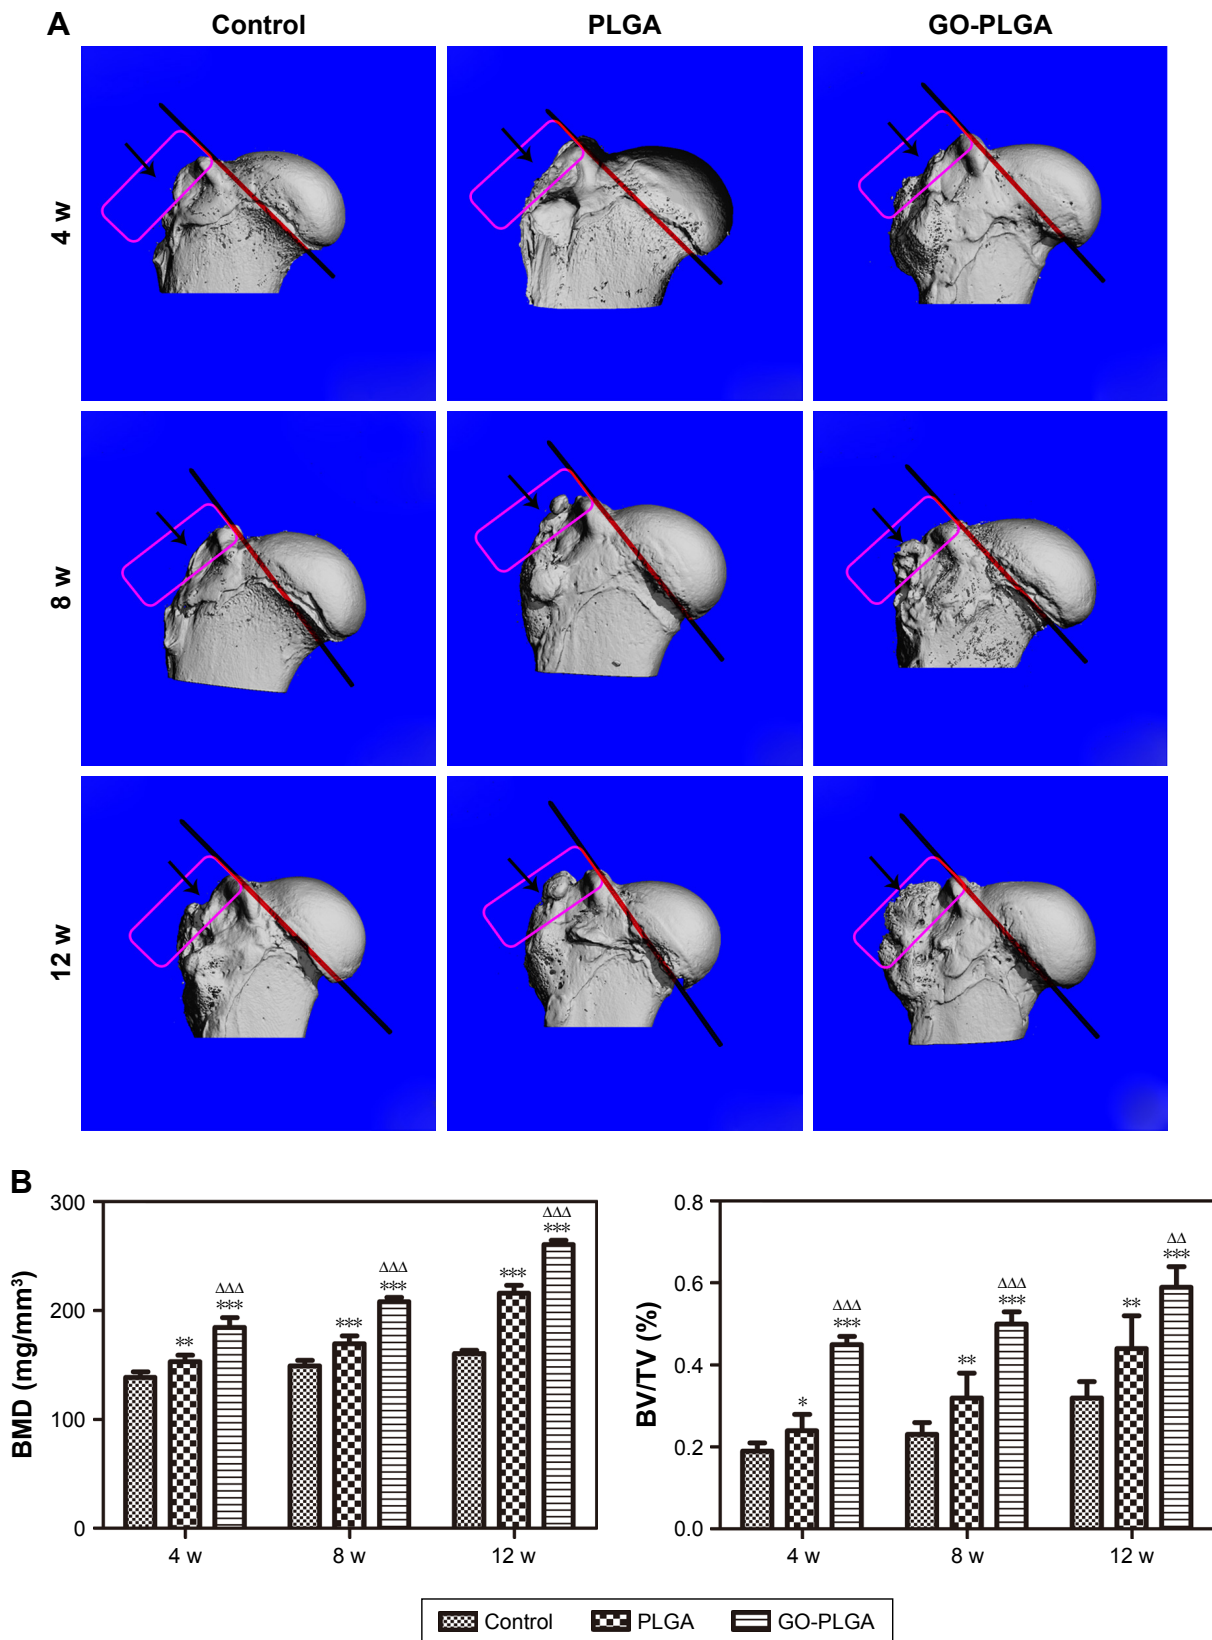 A
Control PLGA GO-PLGA
4 w
8 w
12 w
B
BMD (mg/mm³)
300
200
100
0
** ΔΔΔ
***
*** ΔΔΔ
***
*** ΔΔΔ
***
4 w 8 w 12 w
BV/TV (%)
0.8
0.6
0.4
0.2
0.0
* ΔΔΔ
***
** ΔΔΔ
***
** ΔΔ
***
4 w 8 w 12 w
Control PLGA GO-PLGA